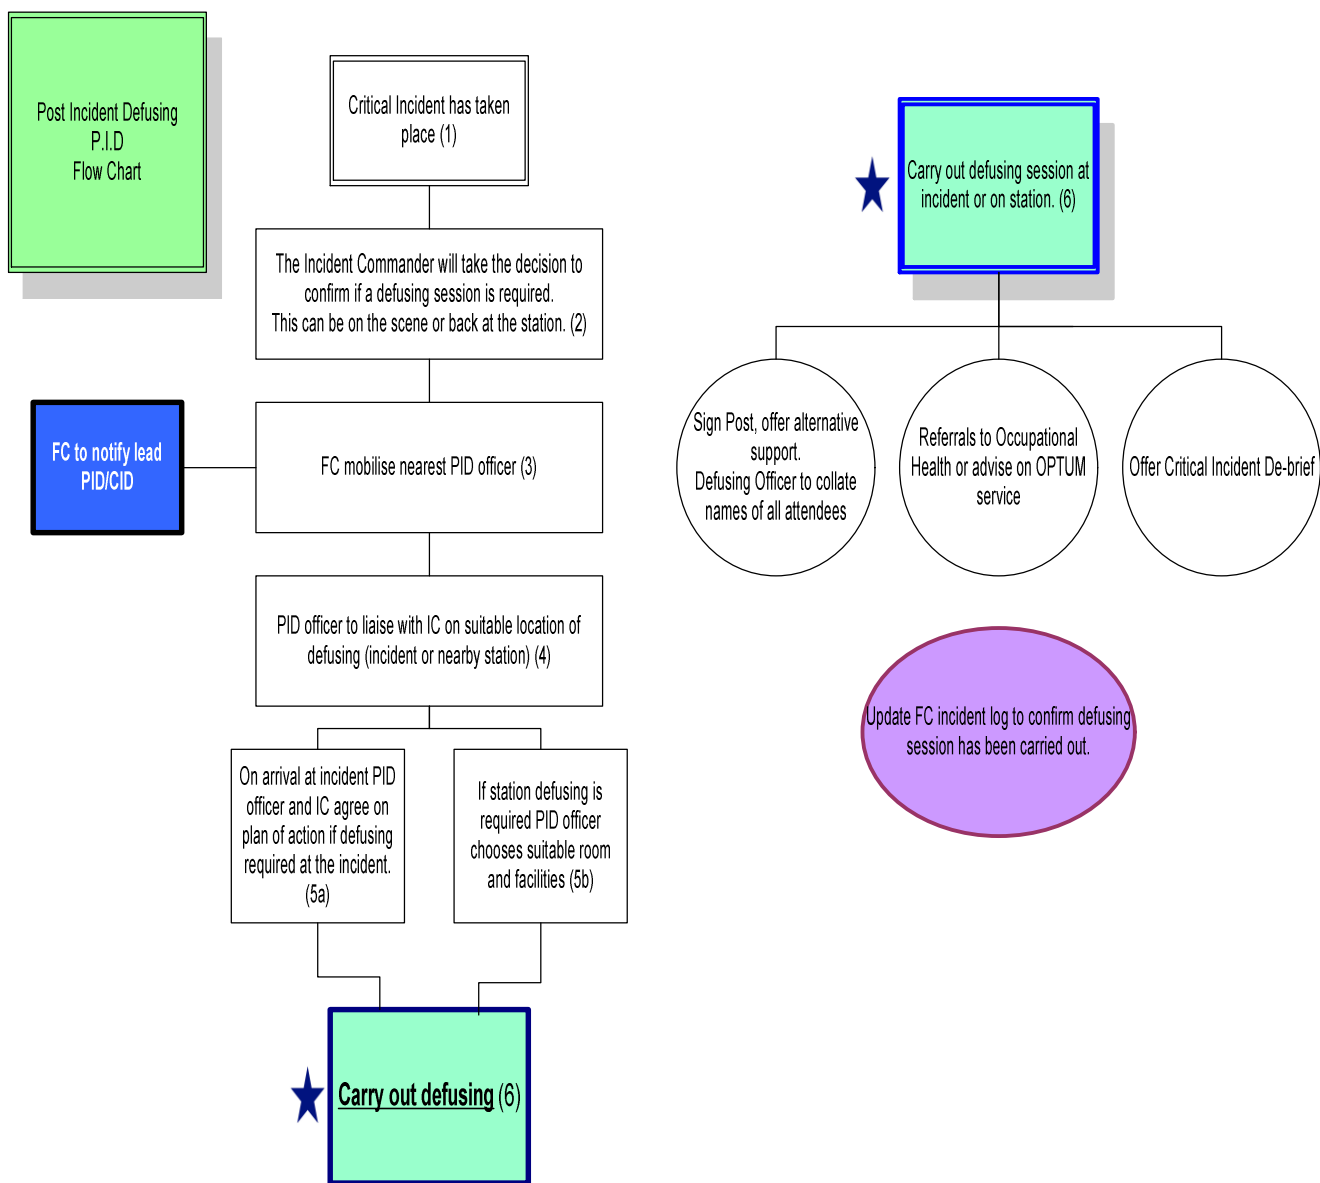 Post Incident Defusing
P.I.D
Flow Chart
Critical Incident has taken
place (1)
The Incident Commander will take the decision to
confirm if a defusing session is required.
This can be on the scene or back at the station. (2)
FC to notify lead
PID/CID
FC mobilise nearest PID officer (3)
PID officer to liaise with IC on suitable location of
defusing (incident or nearby station) (4)
On arrival at incident PID
officer and IC agree on
plan of action if defusing
required at the incident.
(5a)
If station defusing is
required PID officer
chooses suitable room
and facilities (5b)
Carry out defusing (6)
Carry out defusing session at
incident or on station. (6)
Sign Post, offer alternative
support.
Defusing Officer to collate
names of all attendees
Referrals to Occupational
Health or advise on OPTUM
service
Offer Critical Incident De-brief
Update FC incident log to confirm defusing
session has been carried out.